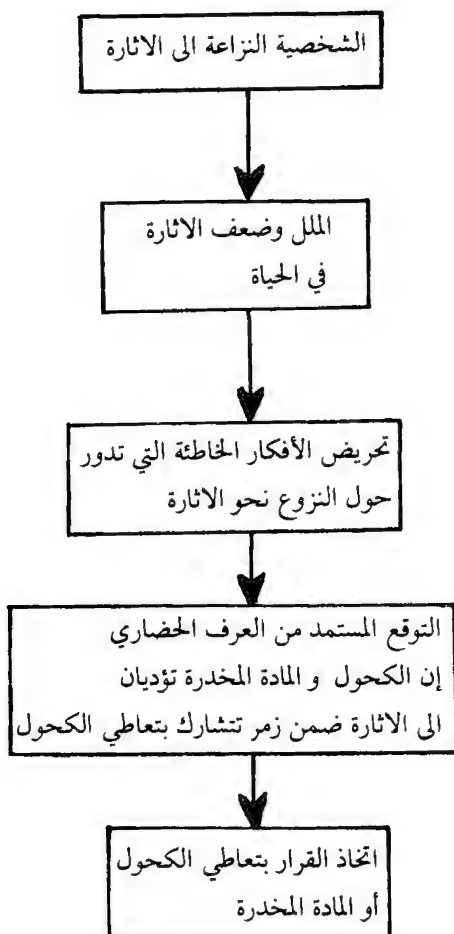 الشخصية النزاعة الى الاثارة
الملل وضعف الاثارة
في الحياة
تحريض الأفكار الخاطئة التي تدور
حول النزوع نحو الاثارة
التوقع المستمد من العرف الحضاري
إن الكحول و المادة المخدرة تؤديان
الى الاثارة ضمن زمر تتشارك بتعاطي الكحول
اتخاذ القرار بتعاطي الكحول
أو المادة المخدرة